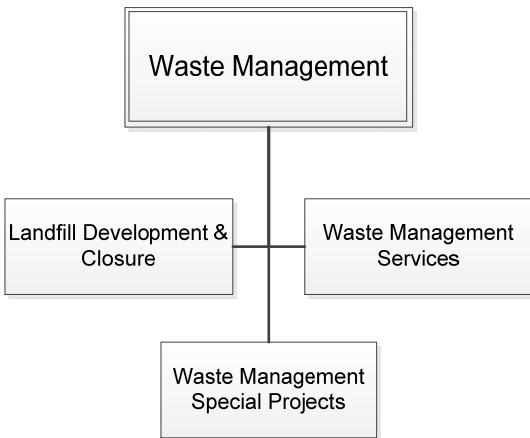 Waste Management
Landfill Development &
Closure
Waste Management
Services
Waste Management
Special Projects